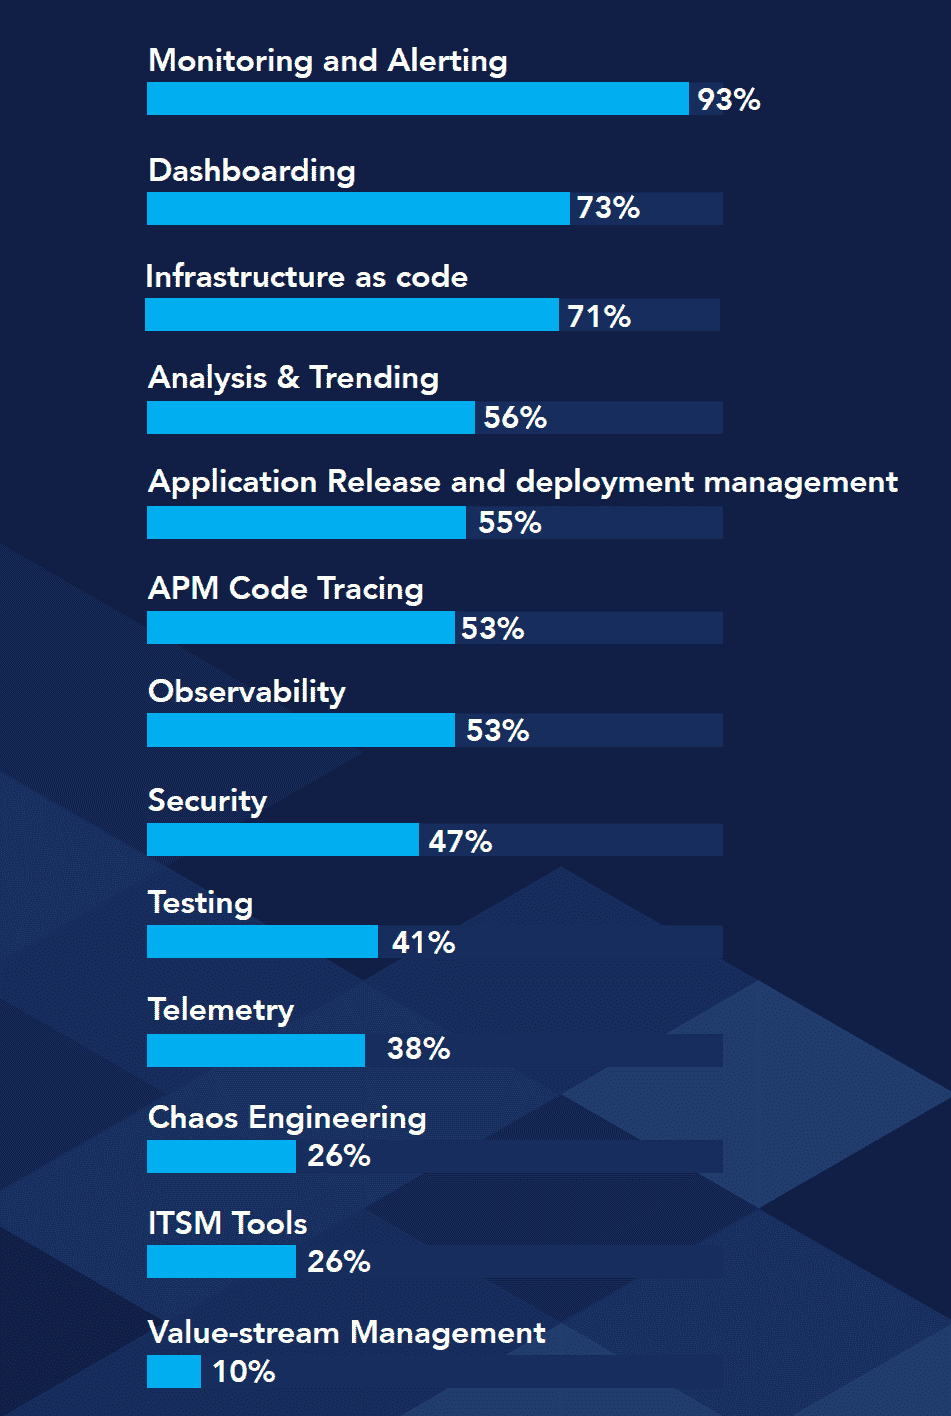 Monitoring and Alerting
93%
Dashboarding
73%
Infrastructure as code
71%
Analysis & Trending
56%
Application Release and deployment management
55%
APM Code Tracing
53%
Observability
53%
Security
47%
Testing
41%
Telemetry
38%
Chaos Engineering
26%
ITSM Tools
26%
Value-stream Management
10%